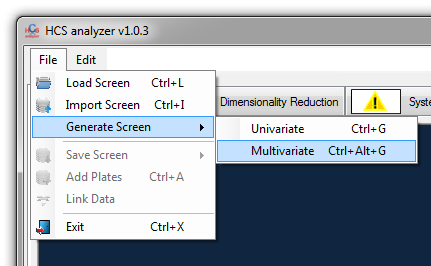 HCS analyzer v1.0.3
File Edit
Load Screen Ctrl+L
Import Screen Ctrl+I
Dimensionality Reduction
Generate Screen
Univariate Ctrl+G
Multivariate Ctrl+Alt+G
Save Screen
Add Plates Ctrl+A
Link Data
Exit Ctrl+X